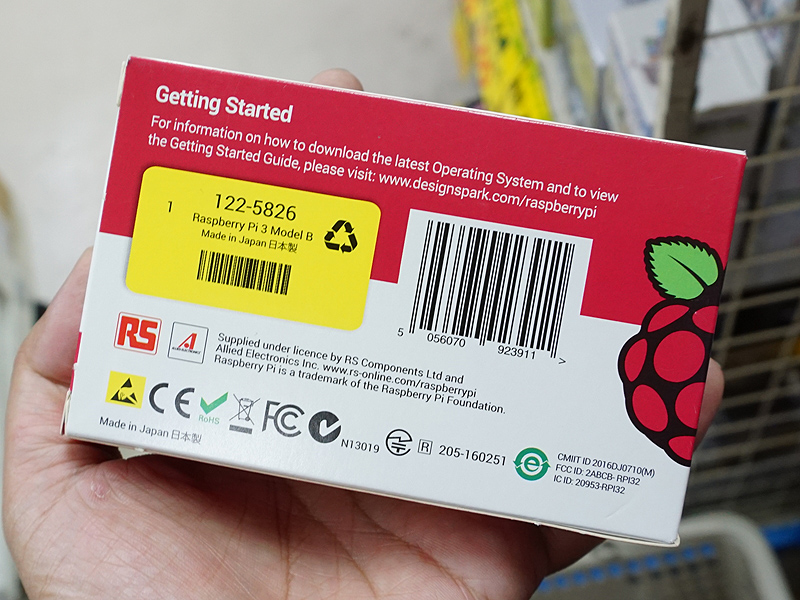 Getting Started
For information on how to download the latest Operating System and to view
the Getting Started Guide, please visit: www.designspark.com/raspberrypi
1
122-5826
Raspberry Pi 3 Model B
Made in Japan 日本製
5 056070 923911 >
RS
A
Supplied under licence by RS Components Ltd and
Allied Electronics Inc. www.rs-online.com/raspberrypi
Raspberry Pi is a trademark of the Raspberry Pi Foundation.
CE
RoHS
FC
N13019
R 205-160251
CMIIT ID 2016DJ0710(M)
FCC ID: 2ABCB- RPI32
IC ID: 20953-RPI32
Made in Japan 日本製